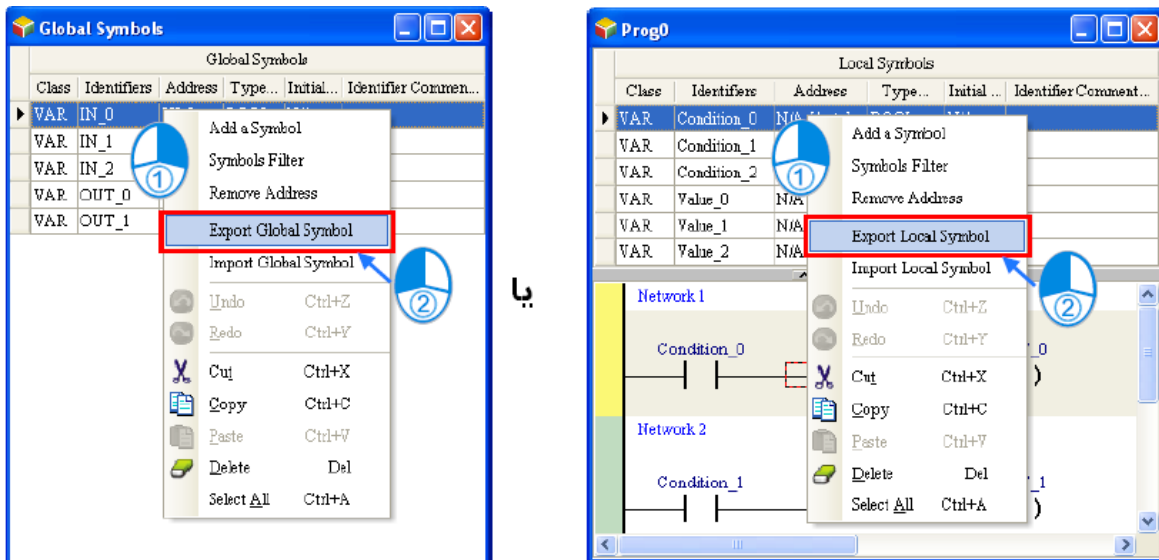 Global Symbols
Global Symbols
Class Identifiers Address Type... Initial... Identifier Commen...
VAR IN_0
VAR IN_1
VAR IN_2
VAR OUT_0
VAR OUT_1
Add a Symbol
Symbols Filter
Remove Address
Export Global Symbol
Import Global Symbol
Undo Ctrl+Z
Redo Ctrl+Y
Cut Ctrl+X
Copy Ctrl+C
Paste Ctrl+V
Delete Del
Select All Ctrl+A
1
2
یا
Prog0
Local Symbols
Class Identifiers Address Type... Initial ... Identifier Comment...
VAR Condition_0
VAR Condition_1
VAR Condition_2
VAR Value_0 N/A
VAR Value_1 N/A
VAR Value_2 N/A
Add a Symbol
Symbols Filter
Remove Address
Export Local Symbol
Import Local Symbol
Undo Ctrl+Z
Redo Ctrl+Y
Cut Ctrl+X
Copy Ctrl+C
Paste Ctrl+V
Delete Del
Select All Ctrl+A
1
2
Network 1
Condition_0 _0
Network 2
Condition_1 _1